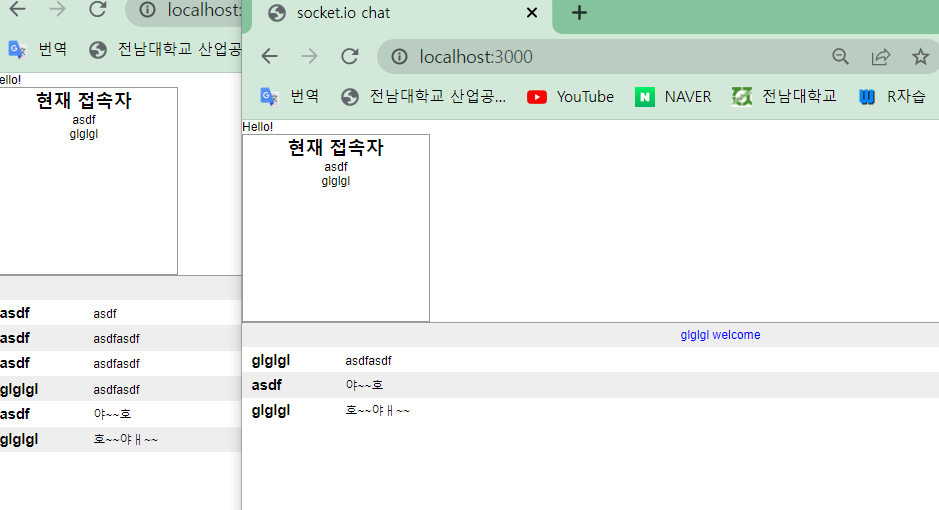 localhost:
번역
전남대학교 산업공
ello!
현재 접속자
asdf
glglgl
asdf asdf
asdf asdfasdf
asdf asdfasdf
glglgl asdfasdf
asdf 야~~호
glglgl 호~~야ㅐ~~
socket.io chat
localhost:3000
번역 전남대학교 산업공... YouTube NAVER 전남대학교 R자습
Hello!
현재 접속자
asdf
glglgl
glglgl welcome
glglgl asdfasdf
asdf 야~~호
glglgl 호~~야ㅐ~~